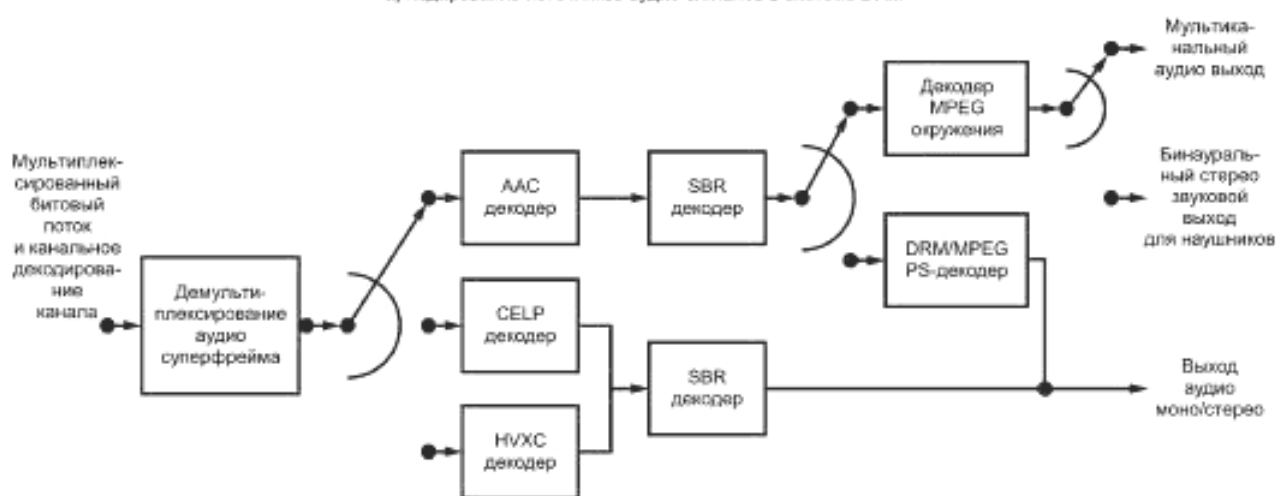 Мультика-
нальный
аудио выход
Декодер
MPEG
окружения
Мультиплек-
сированный
битовый
поток
и канальное
декодирова-
ние
канала
AAC
декодер
SBR
декодер
Бинаураль-
ный стерео
звуковой
выход
для наушников
DRM/MPEG
PS-декодер
Демульти-
плексирование
аудио
суперфрейма
CELP
декодер
SBR
декодер
Выход
аудио
моно/стерео
HVXC
декодер